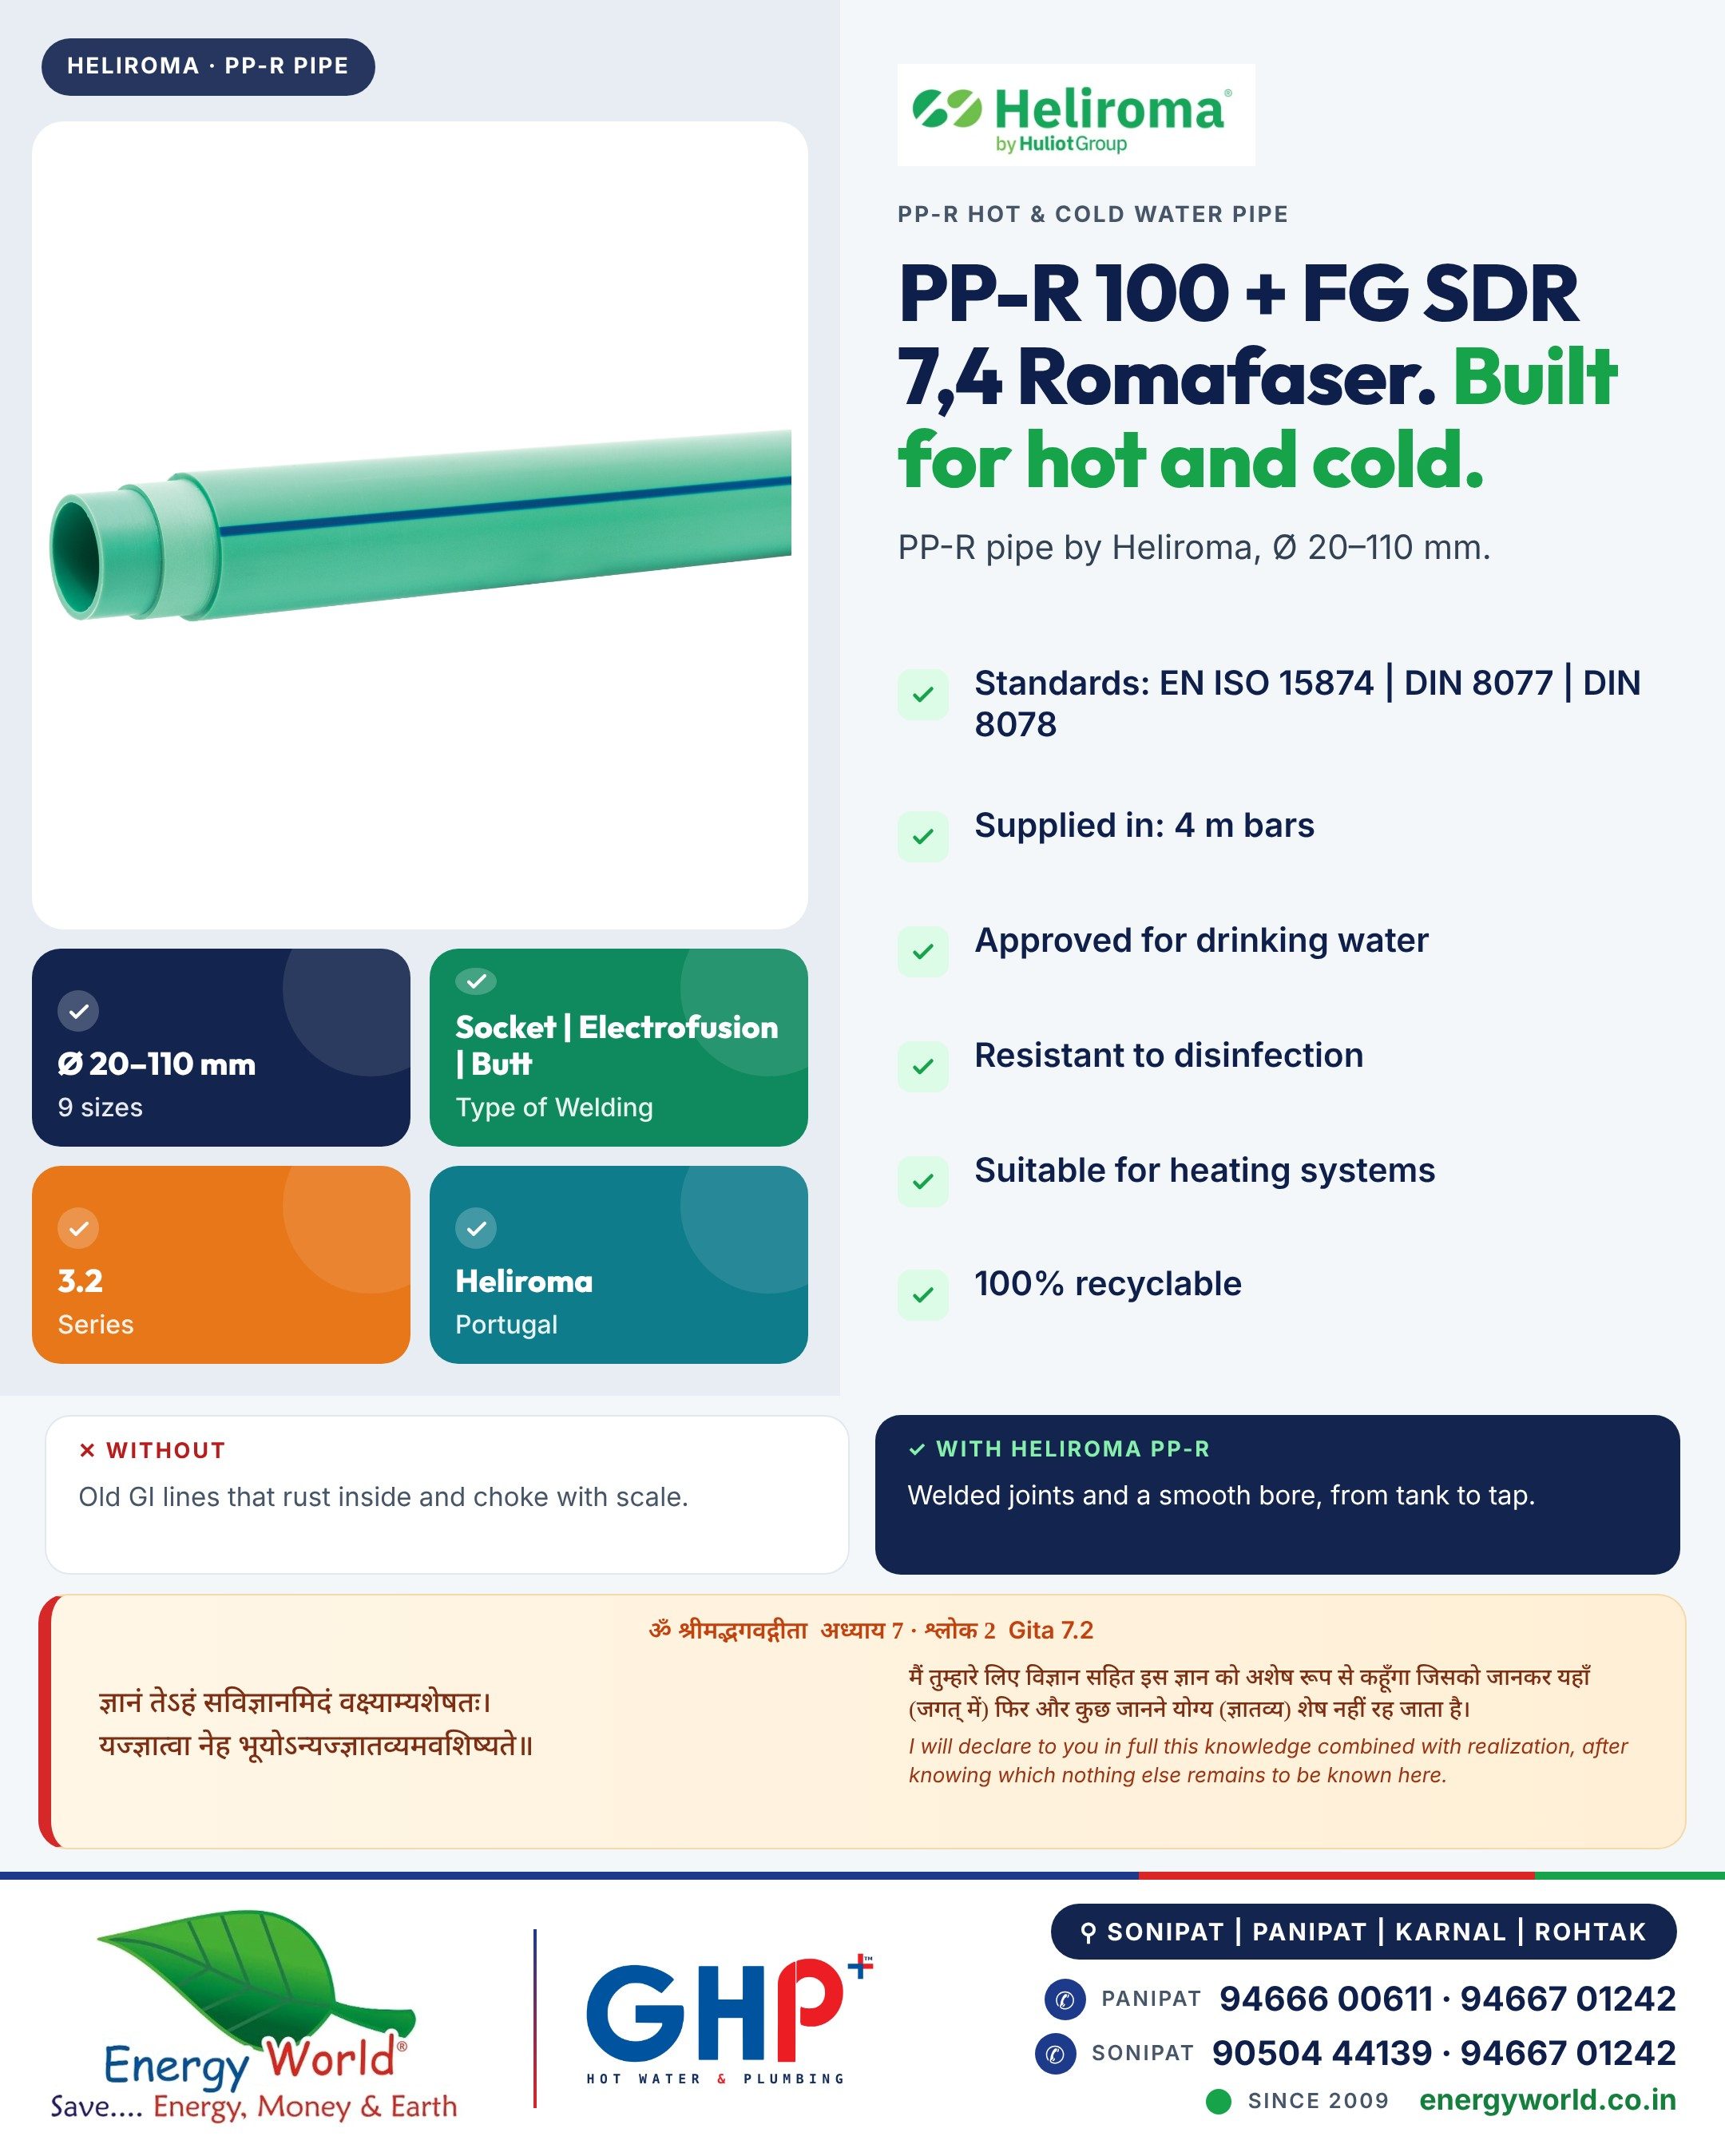 HELIROMA · PP-R PIPE
Heliroma®
by HuliotGroup
PP-R HOT & COLD WATER PIPE
PP-R 100 + FG SDR
7,4 Romafaser. Built
for hot and cold.
PP-R pipe by Heliroma, Ø 20–110 mm.
Standards: EN ISO 15874 | DIN 8077 | DIN
8078
Supplied in: 4 m bars
Approved for drinking water
Resistant to disinfection
Suitable for heating systems
100% recyclable
Ø 20–110 mm
9 sizes
Socket | Electrofusion
| Butt
Type of Welding
3.2
Series
Heliroma
Portugal
× WITHOUT
Old GI lines that rust inside and choke with scale.
✓ WITH HELIROMA PP-R
Welded joints and a smooth bore, from tank to tap.
ॐ श्रीमद्भगवद्गीता अध्याय 7 · श्लोक 2 Gita 7.2
ज्ञानं तेऽहं सविज्ञानमिदं वक्ष्याम्यशेषतः।
यज्ज्ञात्वा नेह भूयोऽन्यज्ज्ञातव्यमवशिष्यते॥
मैं तुम्हारे लिए विज्ञान सहित इस ज्ञान को अशेष रूप से कहूँगा जिसको जानकर यहाँ
(जगत् में) फिर और कुछ जानने योग्य (ज्ञातव्य) शेष नहीं रह जाता है।
I will declare to you in full this knowledge combined with realization, after
knowing which nothing else remains to be known here.
Energy World®
Save.... Energy, Money & Earth
GHP+™
HOT WATER & PLUMBING
SONIPAT | PANIPAT | KARNAL | ROHTAK
PANIPAT 94666 00611 · 94667 01242
SONIPAT 90504 44139 · 94667 01242
SINCE 2009 energyworld.co.in